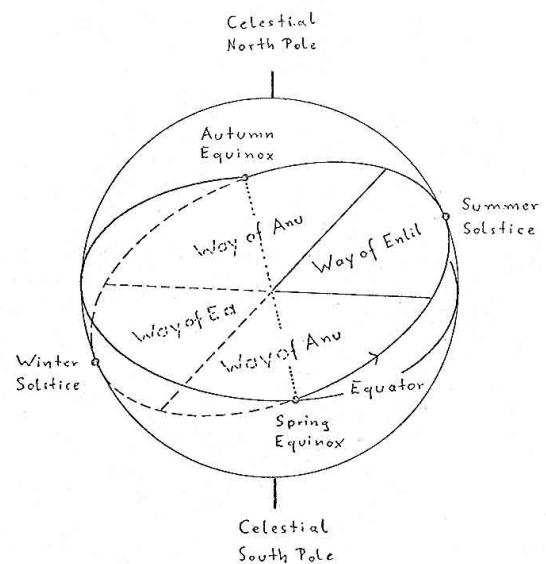 Celestial
North Pole
Autumn
Equinox
Summer
Solstice
Way of Anu
Way of Enlil
Way of Ea
Way of Anu
Winter
Solstice
Equator
Spring
Equinox
Celestial
South Pole